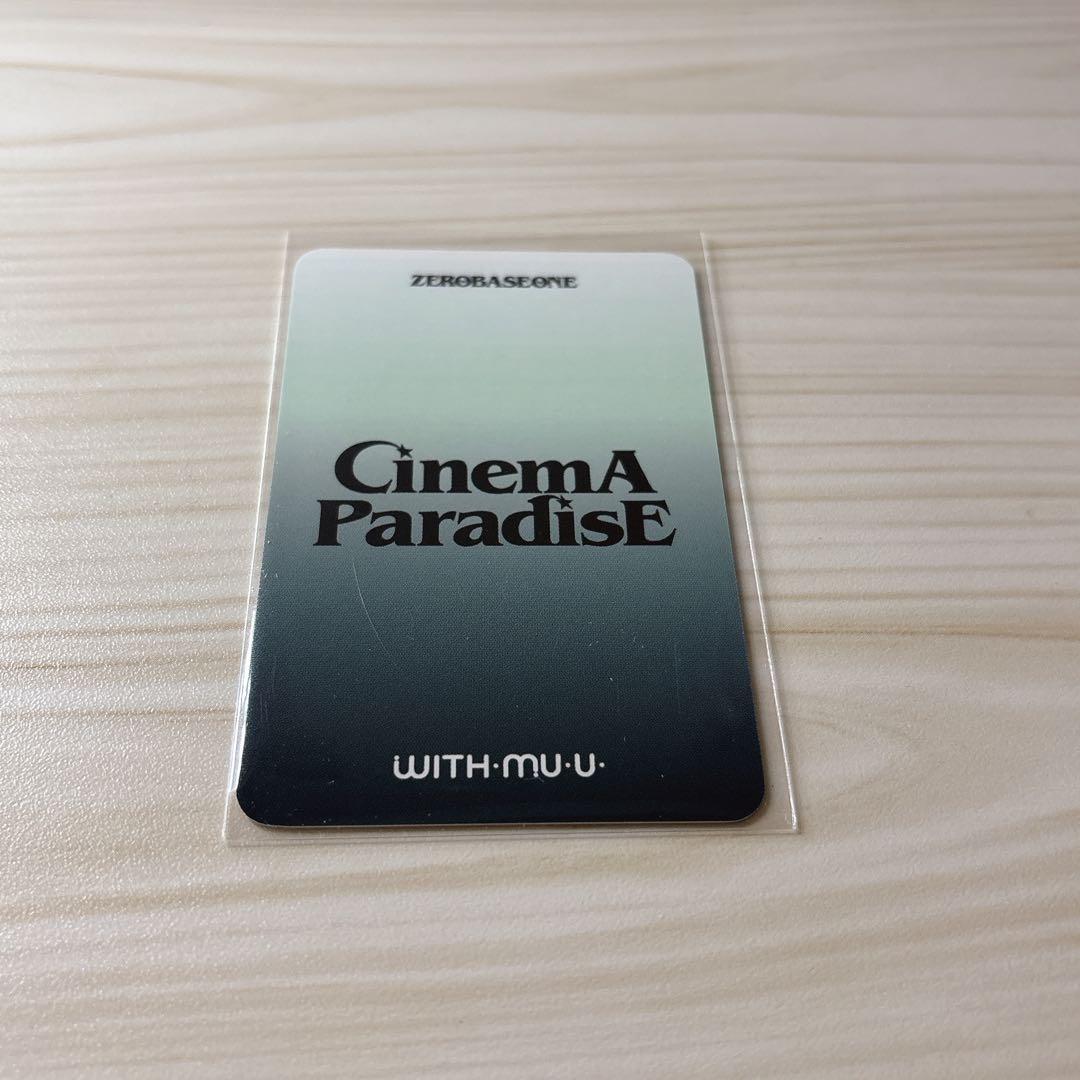 ZEROBASEONE
CinemA
ParadisE
WITH·MU·U·